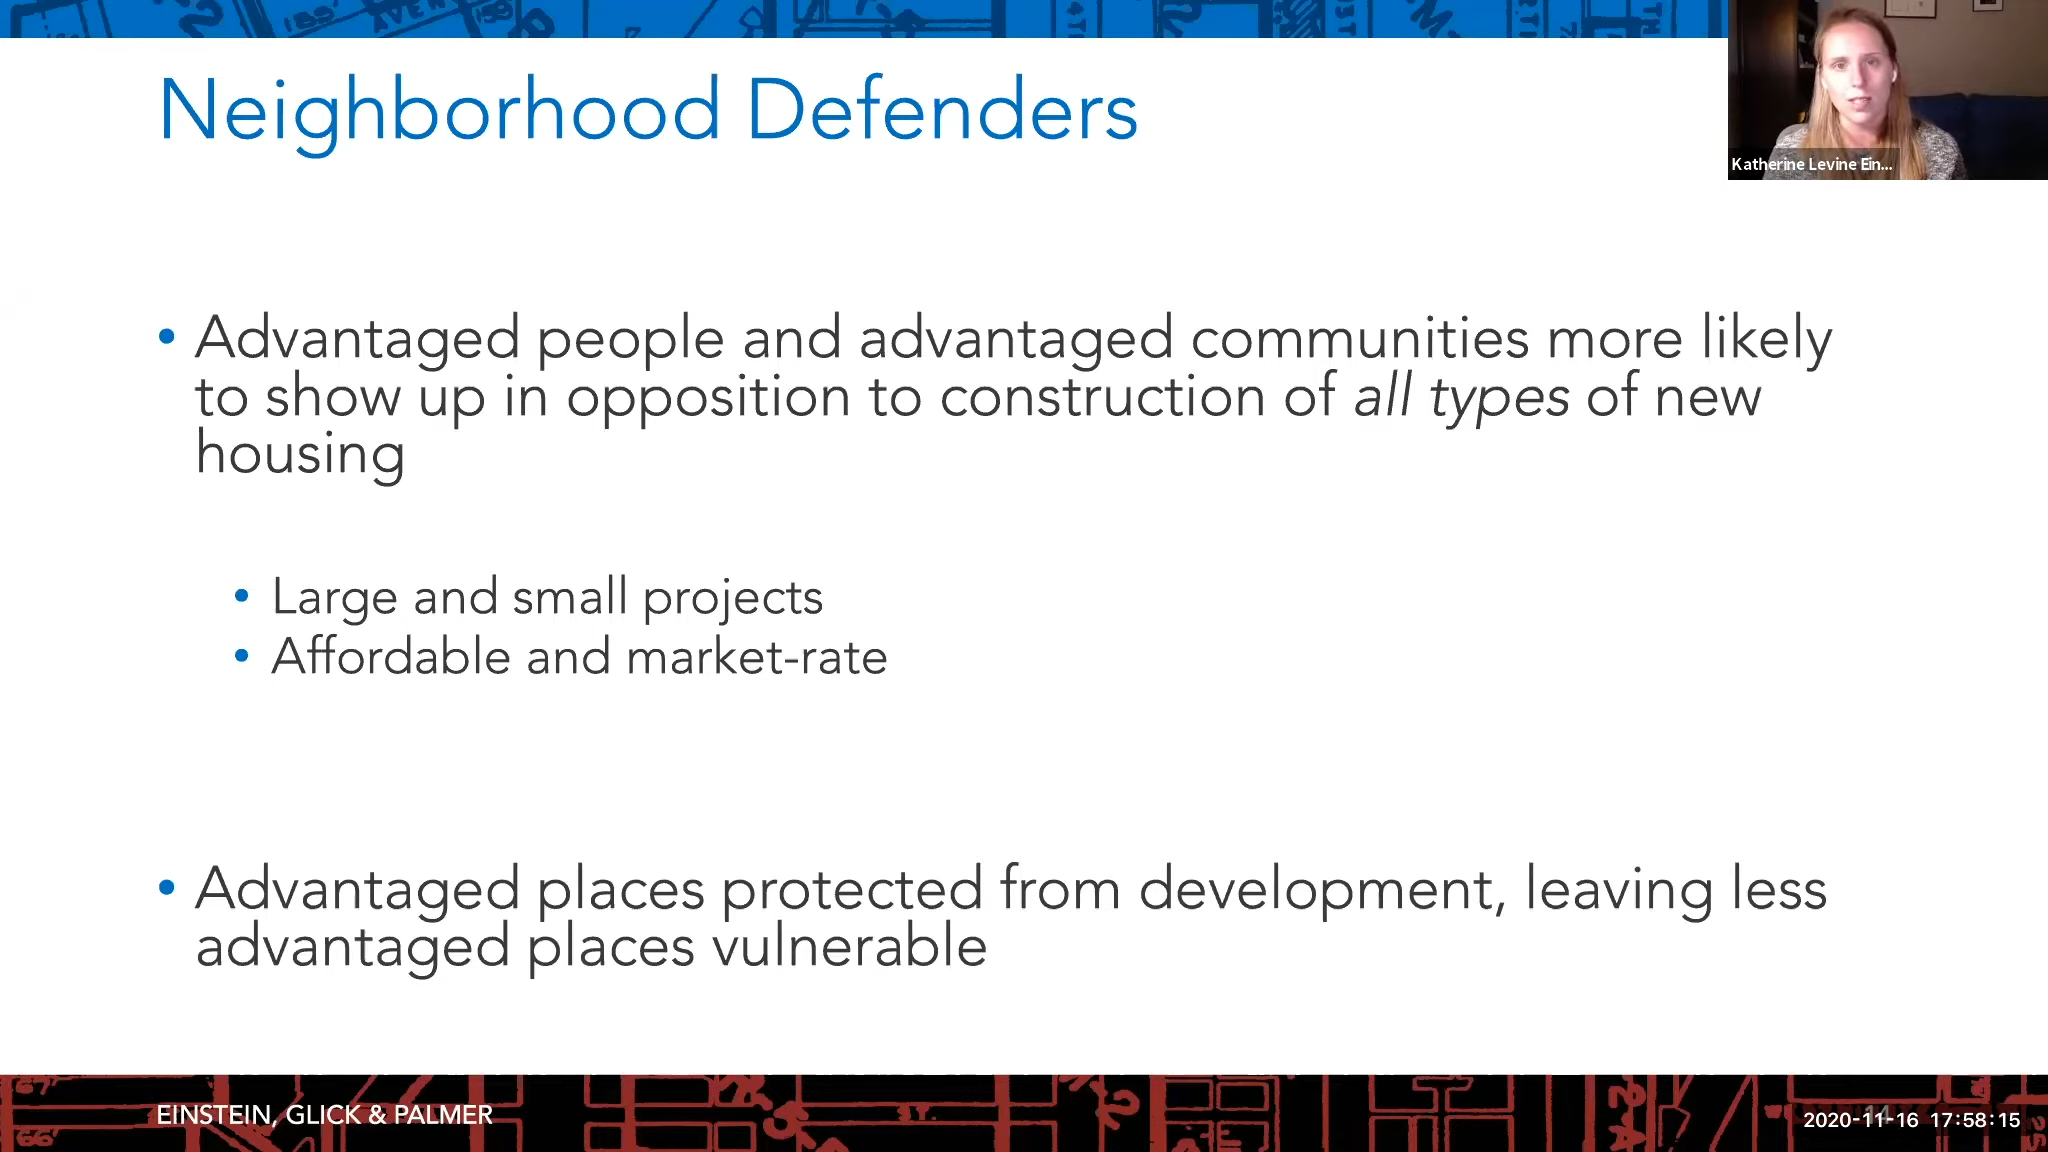 Neighborhood Defenders
Katherine Levine Ein...
• Advantaged people and advantaged communities more likely
to show up in opposition to construction of all types of new
housing
• Large and small projects
• Affordable and market-rate
• Advantaged places protected from development, leaving less
advantaged places vulnerable
EINSTEIN, GLICK & PALMER
2020-11-16 17:58:15